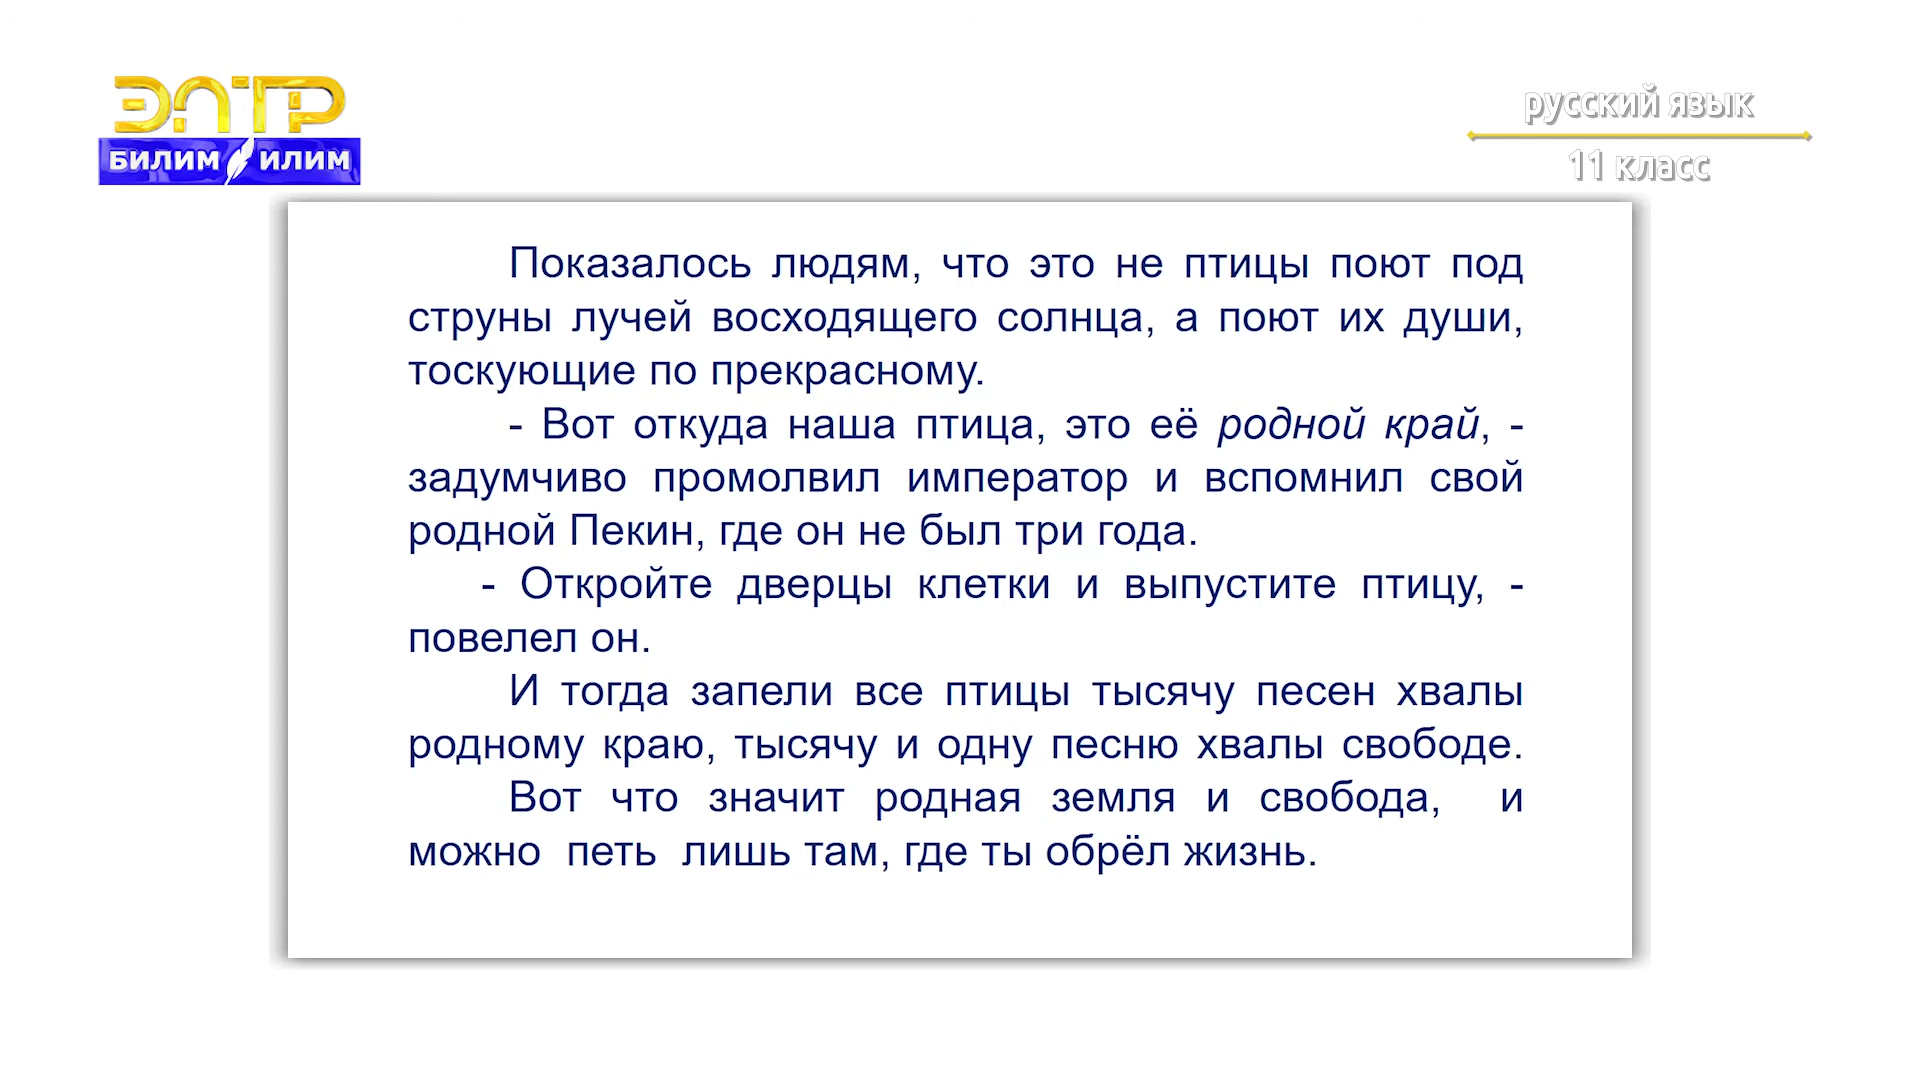 ЭЛТР
БИЛИМ ИЛИМ
русский язык
11 класс
Показалось людям, что это не птицы поют под
струны лучей восходящего солнца, а поют их души,
тоскующие по прекрасному.
- Вот откуда наша птица, это её родной край, -
задумчиво промолвил император и вспомнил свой
родной Пекин, где он не был три года.
- Откройте дверцы клетки и выпустите птицу, -
повелел он.
И тогда запели все птицы тысячу песен хвалы
родному краю, тысячу и одну песню хвалы свободе.
Вот что значит родная земля и свобода, и
можно петь лишь там, где ты обрёл жизнь.